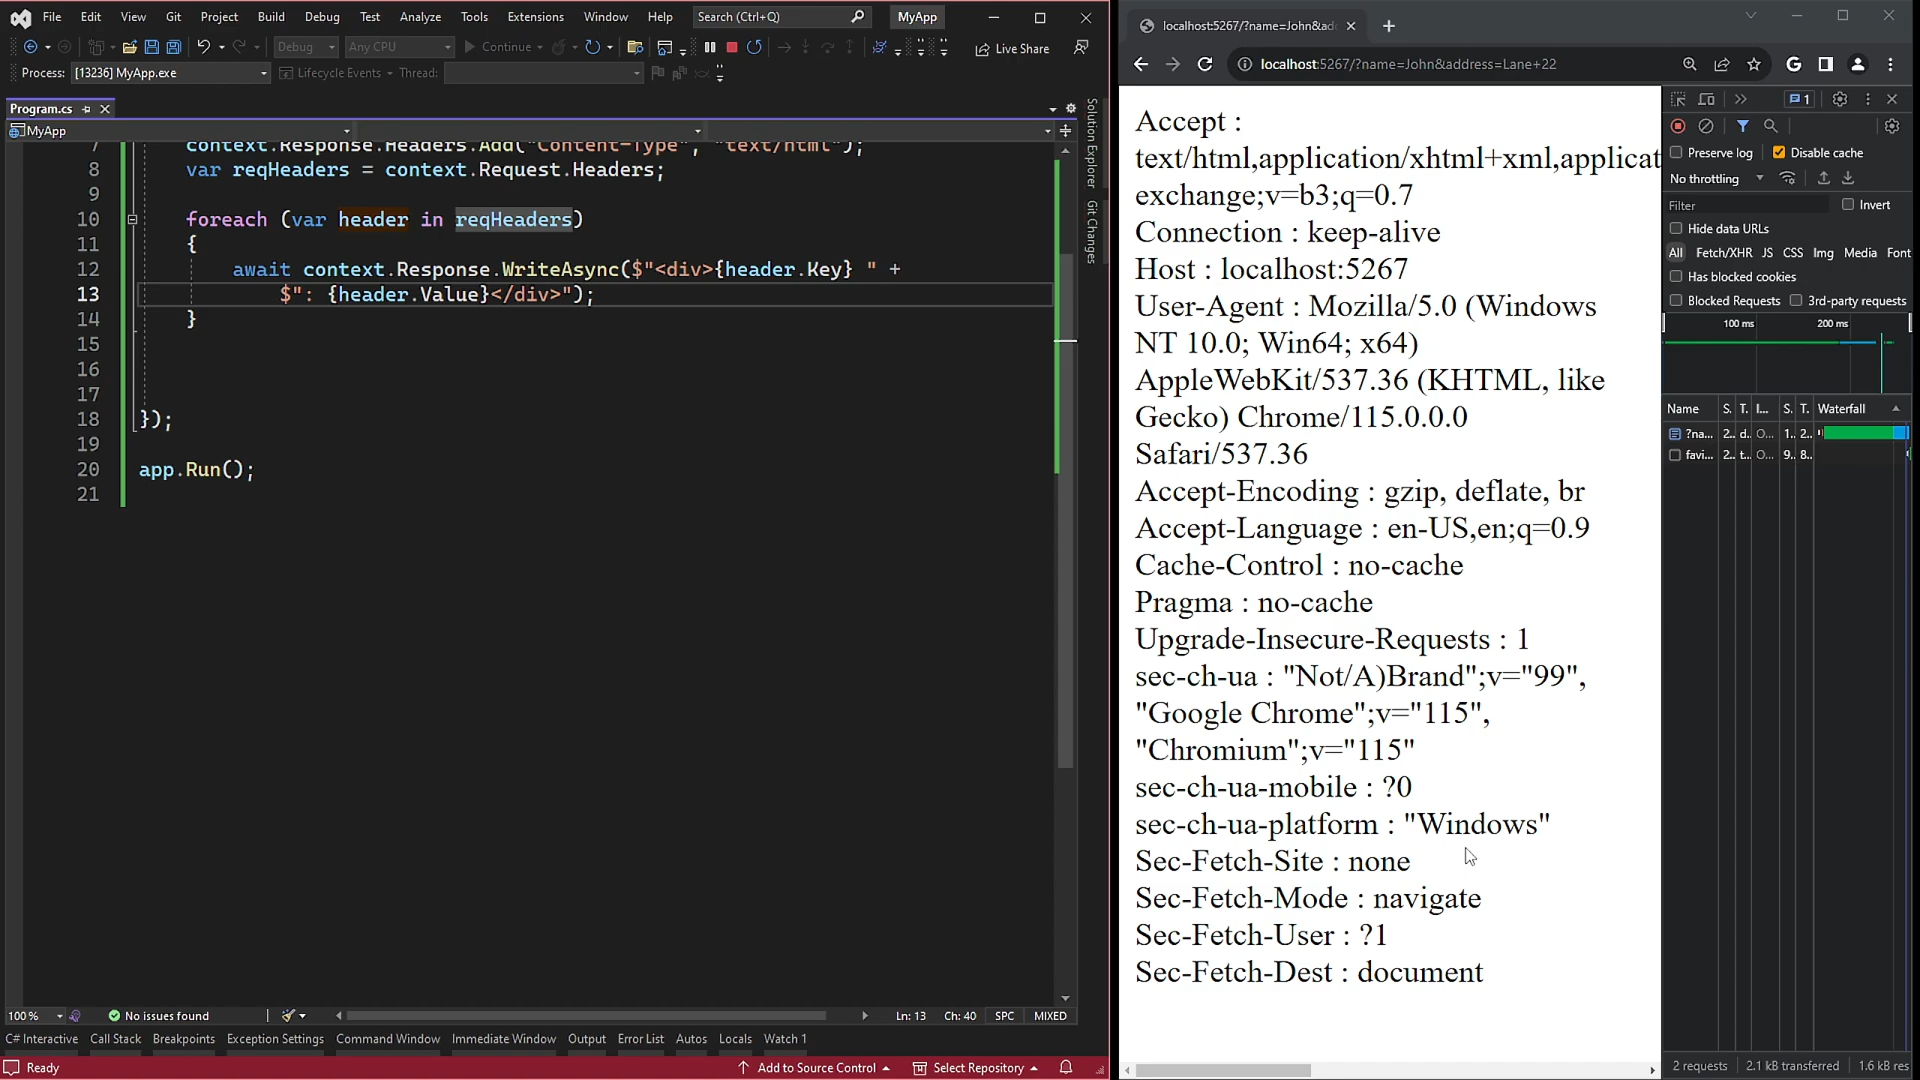 File Edit View Git Project Build Debug Test Analyze Tools Extensions Window Help Search (Ctrl+Q) MyApp
Debug Any CPU Continue Live Share
Process: [13236] MyApp.exe Lifecycle Events Thread:
Program.cs
MyApp
7 context.Response.Headers.Add("Content-Type", "text/html");
8 var reqHeaders = context.Request.Headers;
9
10 foreach (var header in reqHeaders)
11 {
12 await context.Response.WriteAsync($"<div>{header.Key} " +
13 $": {header.Value}</div>");
14 }
15
16
17
18 });
19
20 app.Run();
21
Solution Explorer
Git Changes
100 % No issues found Ln: 13 Ch: 40 SPC MIXED
C# Interactive Call Stack Breakpoints Exception Settings Command Window Immediate Window Output Error List Autos Locals Watch 1
Ready Add to Source Control Select Repository
localhost:5267/?name=John&ad
localhost:5267/?name=John&address=Lane+22
Accept :
text/html,application/xhtml+xml,applicat
exchange;v=b3;q=0.7
Connection : keep-alive
Host : localhost:5267
User-Agent : Mozilla/5.0 (Windows
NT 10.0; Win64; x64)
AppleWebKit/537.36 (KHTML, like
Gecko) Chrome/115.0.0.0
Safari/537.36
Accept-Encoding : gzip, deflate, br
Accept-Language : en-US,en;q=0.9
Cache-Control : no-cache
Pragma : no-cache
Upgrade-Insecure-Requests : 1
sec-ch-ua : "Not/A)Brand";v="99",
"Google Chrome";v="115",
"Chromium";v="115"
sec-ch-ua-mobile : ?0
sec-ch-ua-platform : "Windows"
Sec-Fetch-Site : none
Sec-Fetch-Mode : navigate
Sec-Fetch-User : ?1
Sec-Fetch-Dest : document
1
Preserve log Disable cache
No throttling
Filter Invert
Hide data URLs
All Fetch/XHR JS CSS Img Media Font
Has blocked cookies
Blocked Requests 3rd-party requests
100 ms 200 ms
Name S. T. I... S. T. Waterfall
?na... 2.. d.. O... 1.. 2..
favi... 2.. t... O... 9.. 8..
2 requests 2.1 kB transferred 1.6 kB res